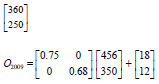 [360
250]
O₂₀₀₉ = [0.75 0
0 0.68] [456
350] + [18
12]